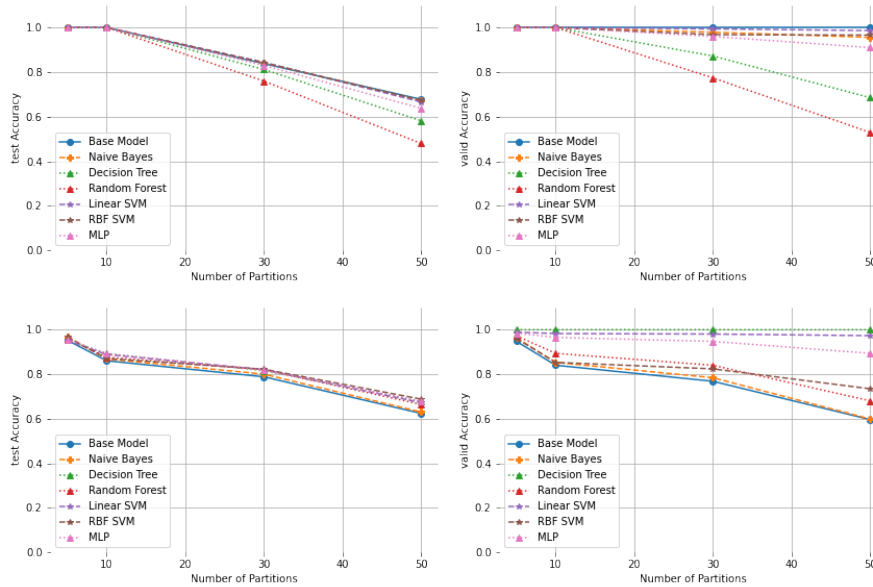 1.0
0.8
0.6
0.4
0.2
0.0
test Accuracy
Base Model
Naive Bayes
Decision Tree
Random Forest
Linear SVM
RBF SVM
MLP
10
20
30
40
50
Number of Partitions
1.0
0.8
0.6
0.4
0.2
0.0
valid Accuracy
Base Model
Naive Bayes
Decision Tree
Random Forest
Linear SVM
RBF SVM
MLP
10
20
30
40
50
Number of Partitions
1.0
0.8
0.6
0.4
0.2
0.0
test Accuracy
Base Model
Naive Bayes
Decision Tree
Random Forest
Linear SVM
RBF SVM
MLP
10
20
30
40
50
Number of Partitions
1.0
0.8
0.6
0.4
0.2
0.0
valid Accuracy
Base Model
Naive Bayes
Decision Tree
Random Forest
Linear SVM
RBF SVM
MLP
10
20
30
40
50
Number of Partitions